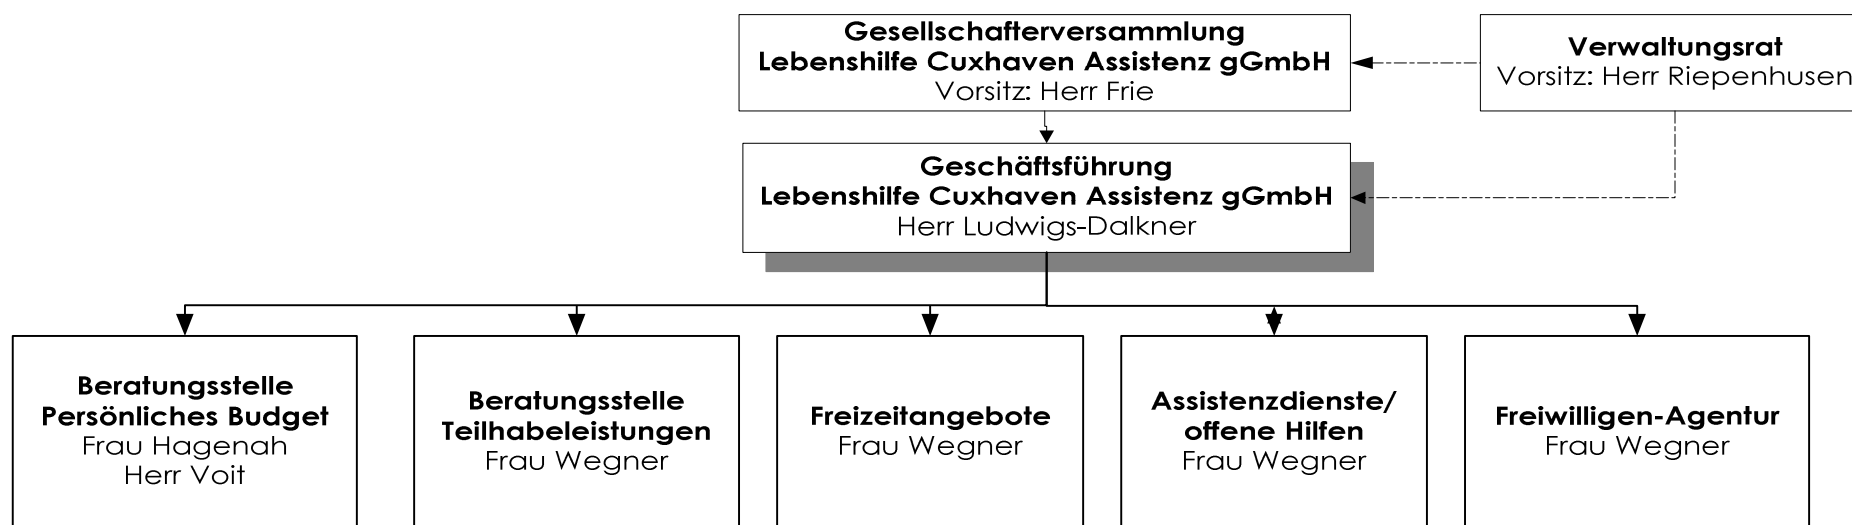 Gesellschafterversammlung
Lebenshilfe Cuxhaven Assistenz gGmbH
Vorsitz: Herr Frie
Verwaltungsrat
Vorsitz: Herr Riepenhusen
Geschäftsführung
Lebenshilfe Cuxhaven Assistenz gGmbH
Herr Ludwigs-Dalkner
Beratungsstelle
Persönliches Budget
Frau Hagenah
Herr Voit
Beratungsstelle
Teilhabeleistungen
Frau Wegner
Freizeitangebote
Frau Wegner
Assistenzdienste/
offene Hilfen
Frau Wegner
Freiwilligen-Agentur
Frau Wegner